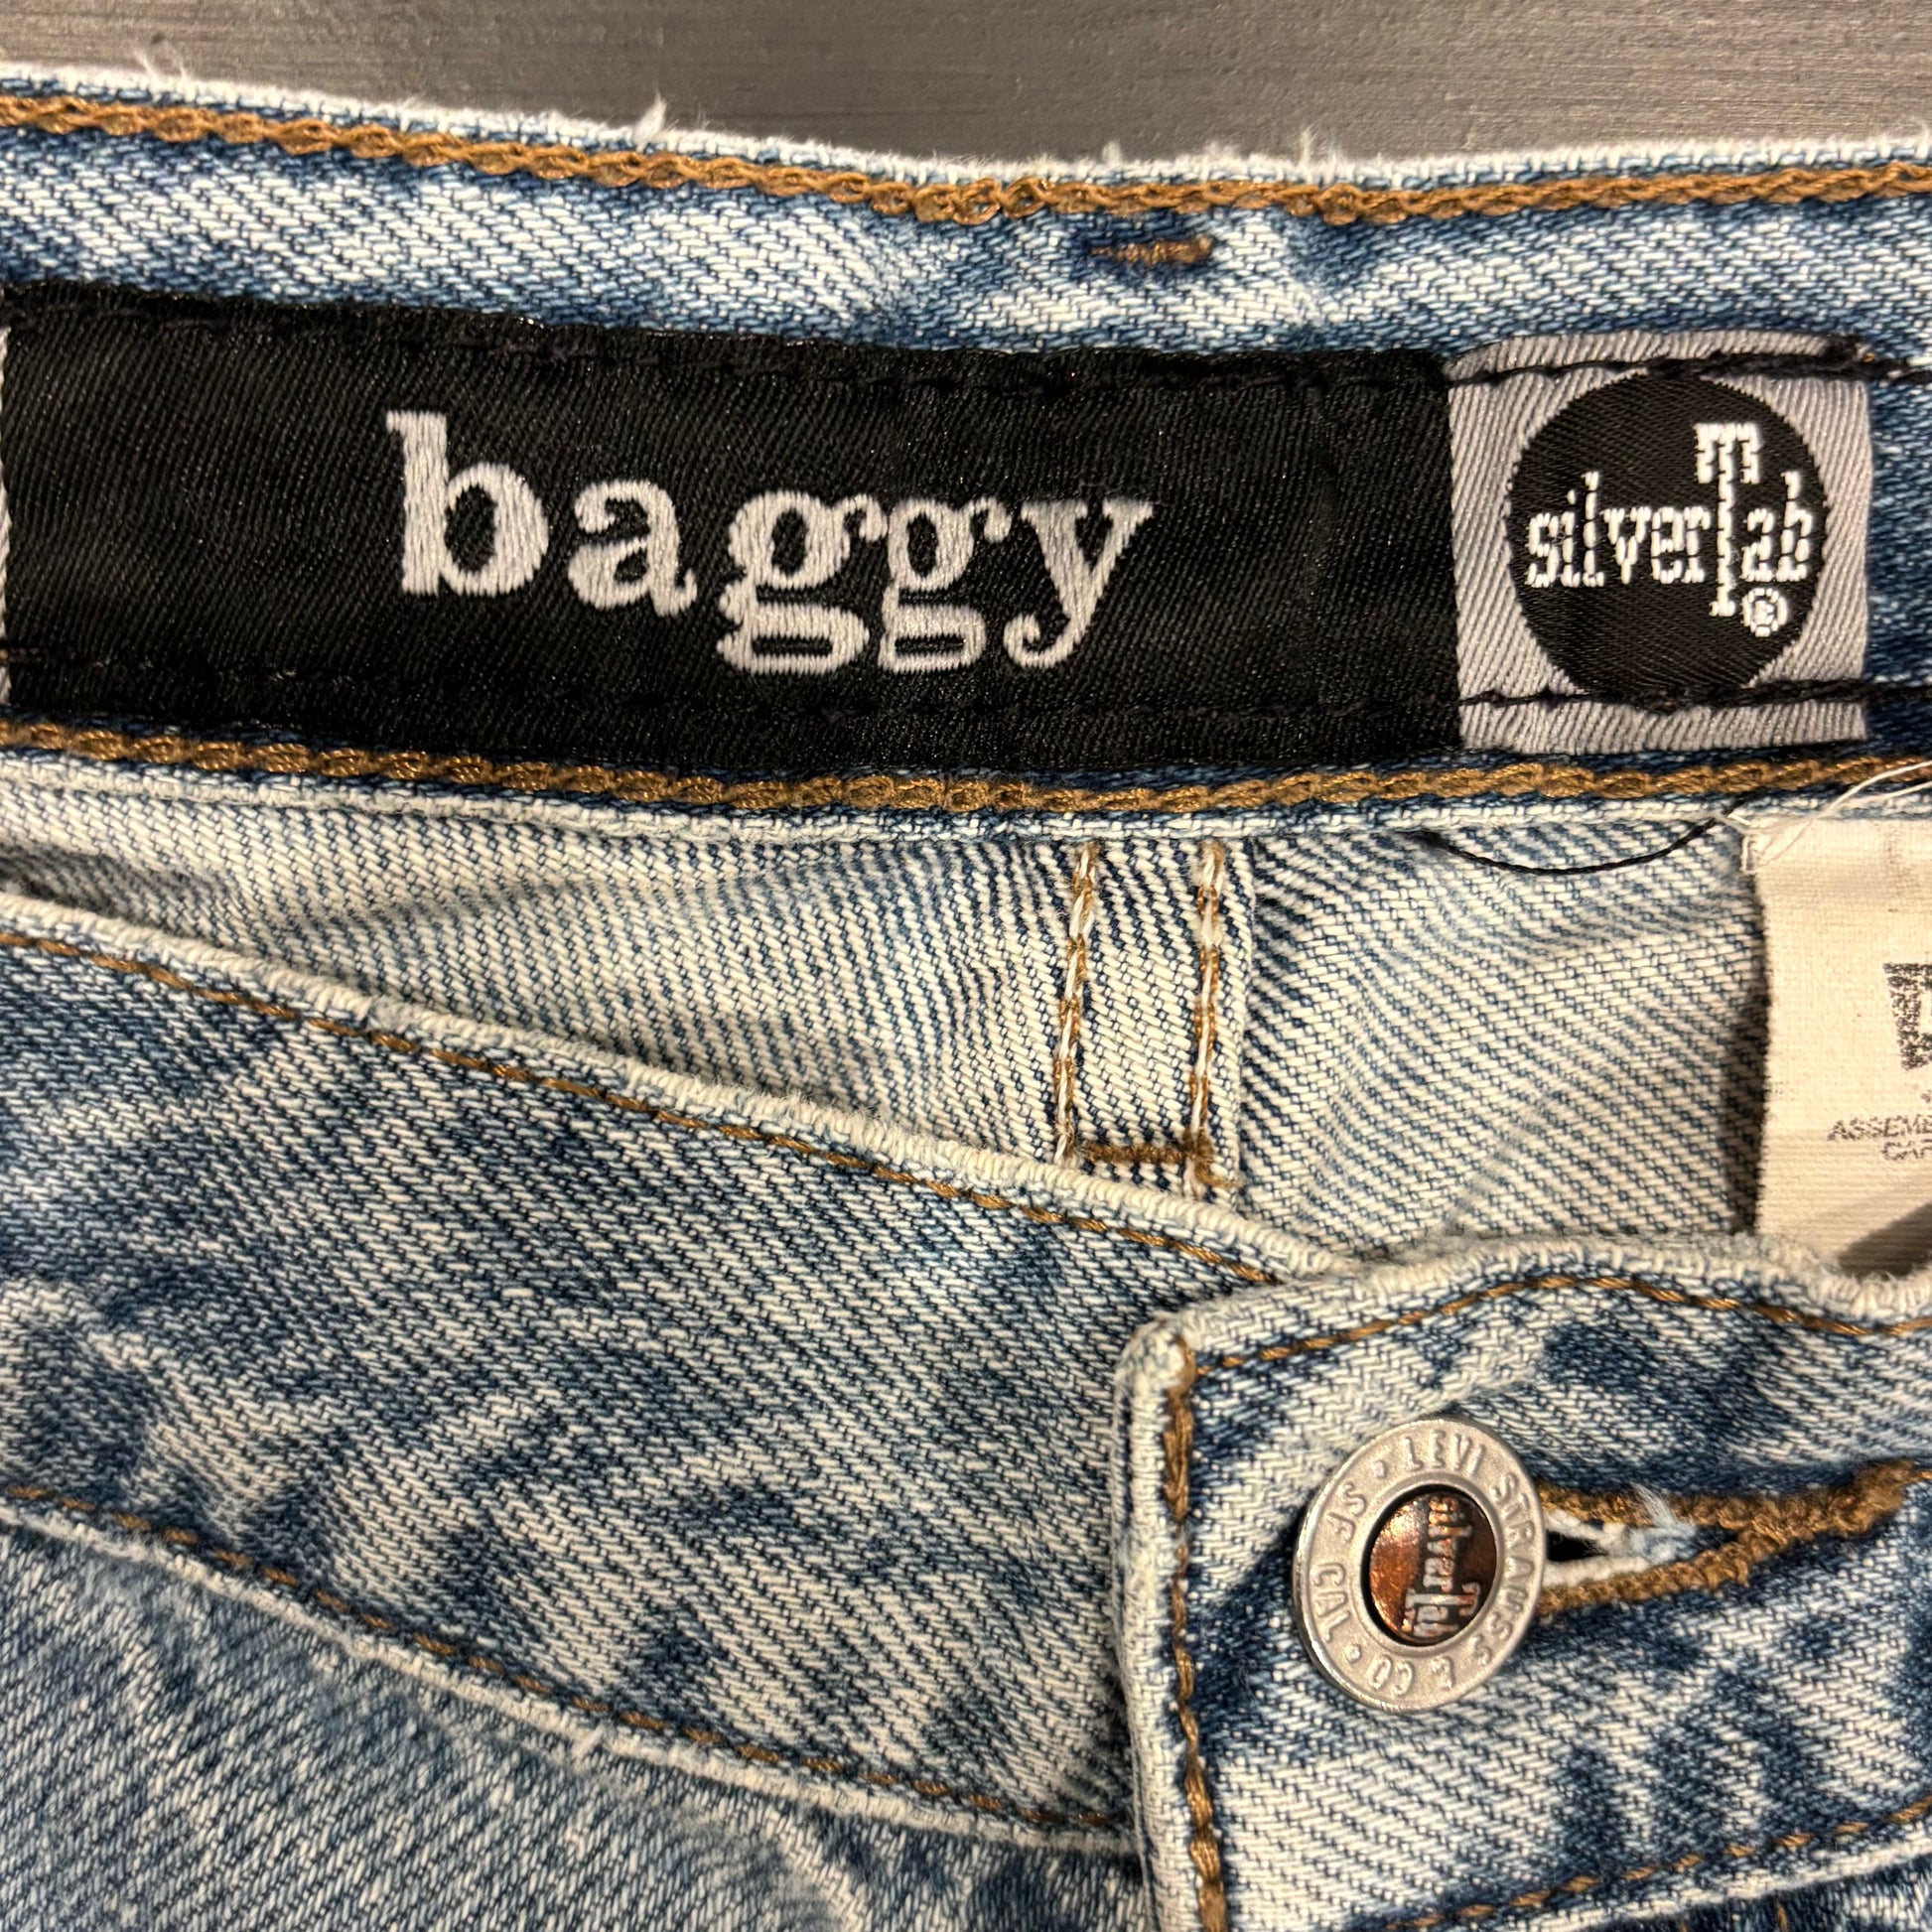 baggy
silverTab
®
LEVI STRAUSS & CO • SF CAL •
silverTab